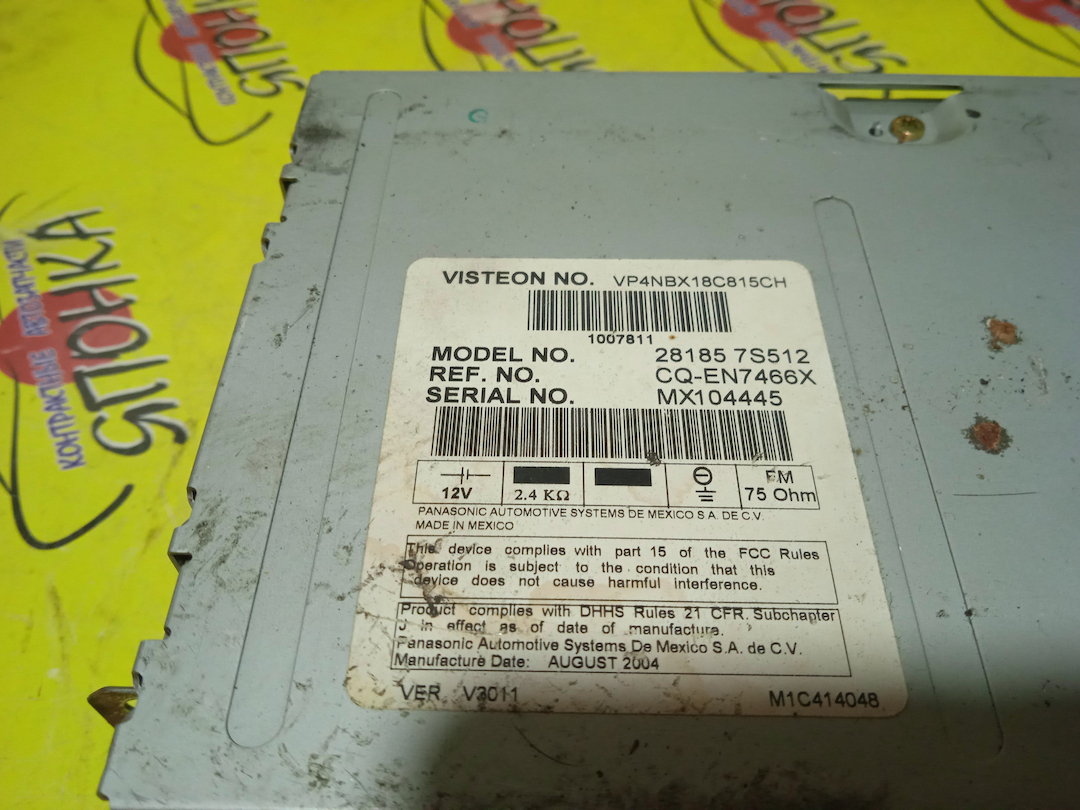 VISTEON NO. VP4NBX18C815CH
1007811
MODEL NO. 28185 7S512
REF. NO. CQ-EN7466X
SERIAL NO. MX104445
12V
2.4 KΩ
FM
75 Ohm
PANASONIC AUTOMOTIVE SYSTEMS DE MEXICO S.A. DE C.V.
MADE IN MEXICO
This device complies with part 15 of the FCC Rules
Operation is subject to the condition that this
device does not cause harmful interference.
Product complies with DHHS Rules 21 CFR, Subchapter
J in effect as of date of manufacture.
Panasonic Automotive Systems De Mexico S.A. de C.V.
Manufacture Date: AUGUST 2004
VER V3011 M1C414048
ЯПОНКА
КОНТРАКТНЫЕ АВТОЗАПЧАСТИ